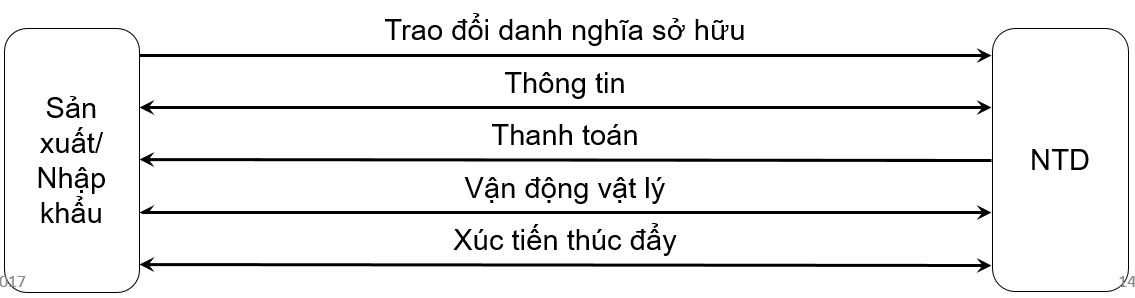 Trao đổi danh nghĩa sở hữu
Thông tin
Thanh toán
Vận động vật lý
Xúc tiến thúc đẩy
Sản
xuất/
Nhập
khẩu
NTD
017
14